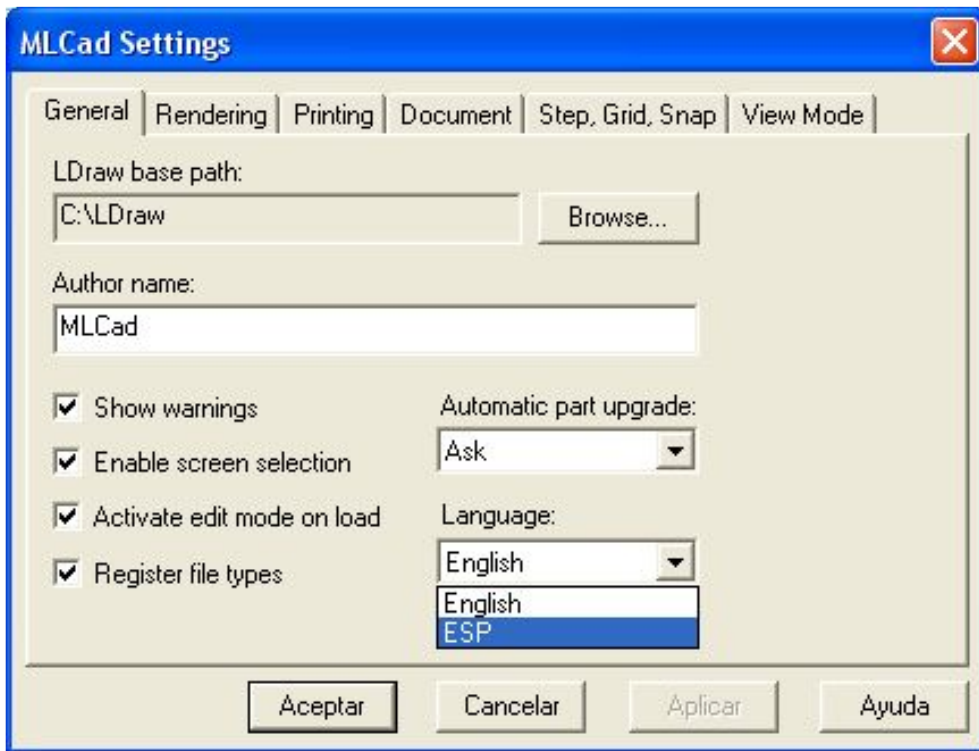 MLCad Settings
General Rendering Printing Document Step, Grid, Snap View Mode
LDraw base path:
C:\LDraw Browse...
Author name:
MLCad
Show warnings
Enable screen selection
Activate edit mode on load
Register file types
Automatic part upgrade:
Ask
Language:
English
English
ESP
Aceptar Cancelar Aplicar Ayuda